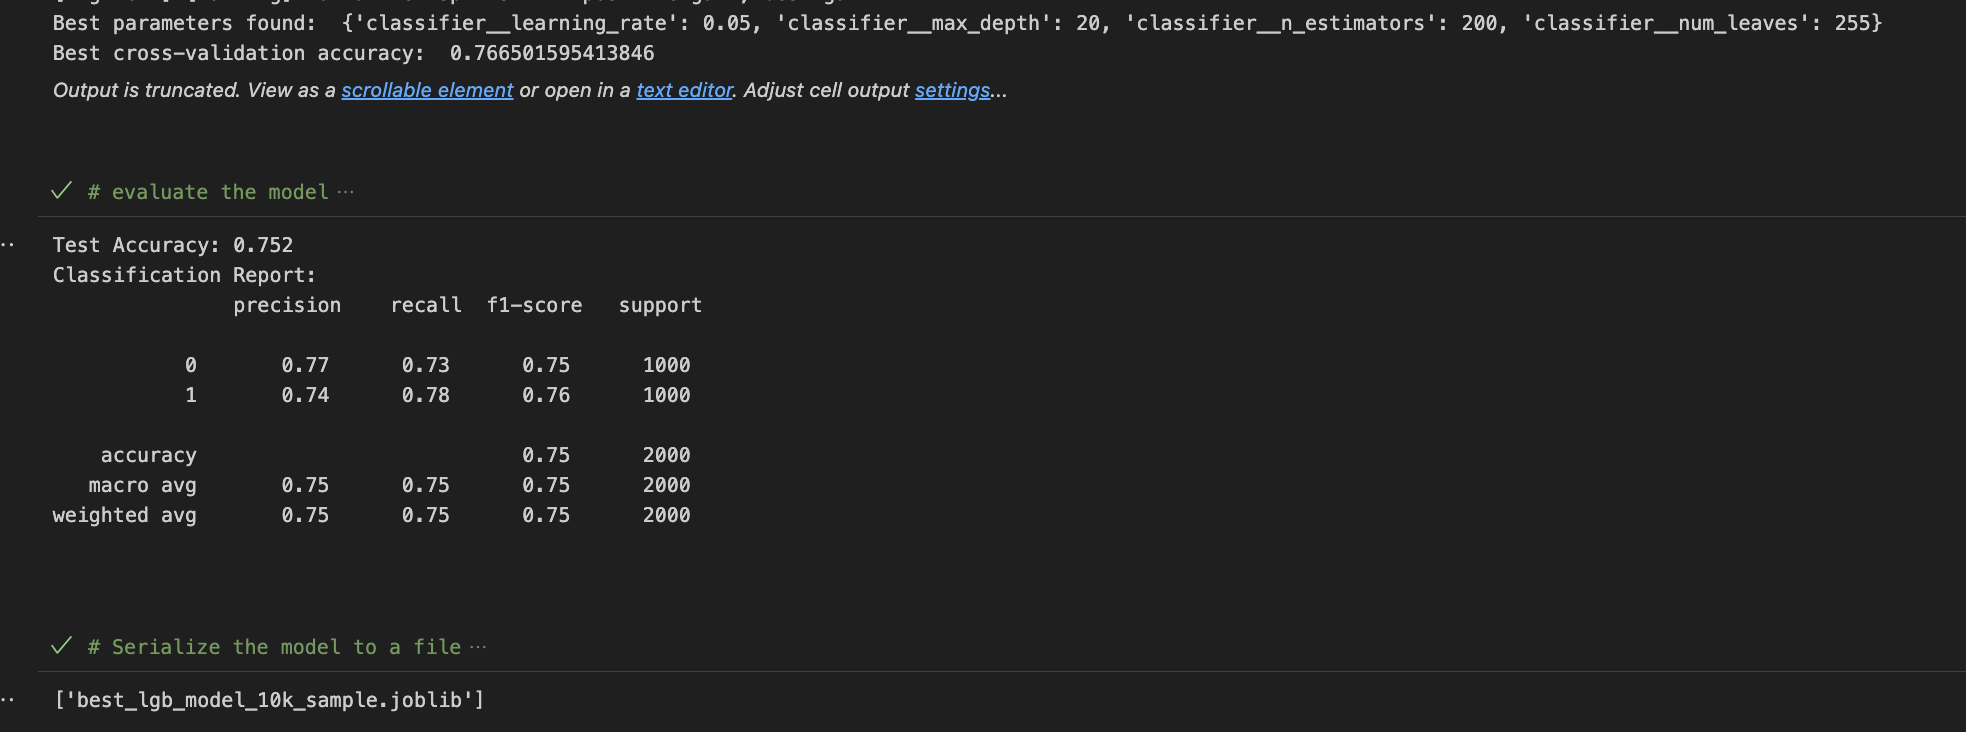 Best parameters found:  {'classifier__learning_rate': 0.05, 'classifier__max_depth': 20, 'classifier__n_estimators': 200, 'classifier__num_leaves': 255}
Best cross-validation accuracy:  0.766501595413846
Output is truncated. View as a scrollable element or open in a text editor. Adjust cell output settings...
# evaluate the model ···
Test Accuracy: 0.752
Classification Report:
precision    recall  f1-score   support
0       0.77      0.73      0.75      1000
1       0.74      0.78      0.76      1000
accuracy                           0.75      2000
macro avg       0.75      0.75      0.75      2000
weighted avg       0.75      0.75      0.75      2000
# Serialize the model to a file ···
['best_lgb_model_10k_sample.joblib']